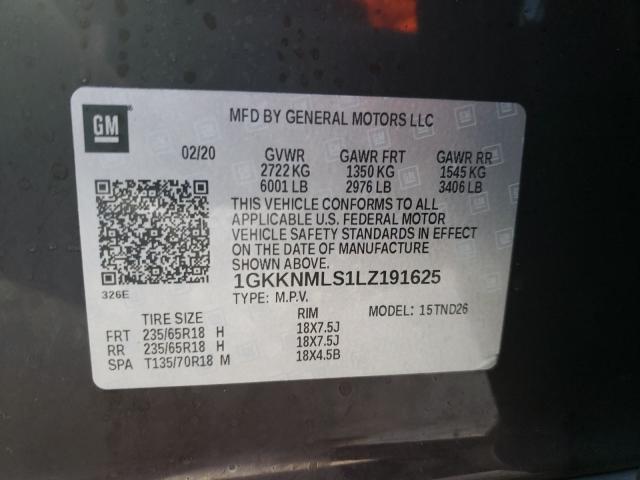 GM
MFD BY GENERAL MOTORS LLC
02/20 GVWR GAWR FRT GAWR RR
2722 KG 1350 KG 1545 KG
6001 LB 2976 LB 3406 LB
THIS VEHICLE CONFORMS TO ALL
APPLICABLE U.S. FEDERAL MOTOR
VEHICLE SAFETY STANDARDS IN EFFECT
ON THE DATE OF MANUFACTURE
SHOWN ABOVE.
1GKKNMLS1LZ191625
326E TYPE: M.P.V.
TIRE SIZE RIM MODEL: 15TND26
FRT 235/65R18 H 18X7.5J
RR 235/65R18 H 18X7.5J
SPA T135/70R18 M 18X4.5B